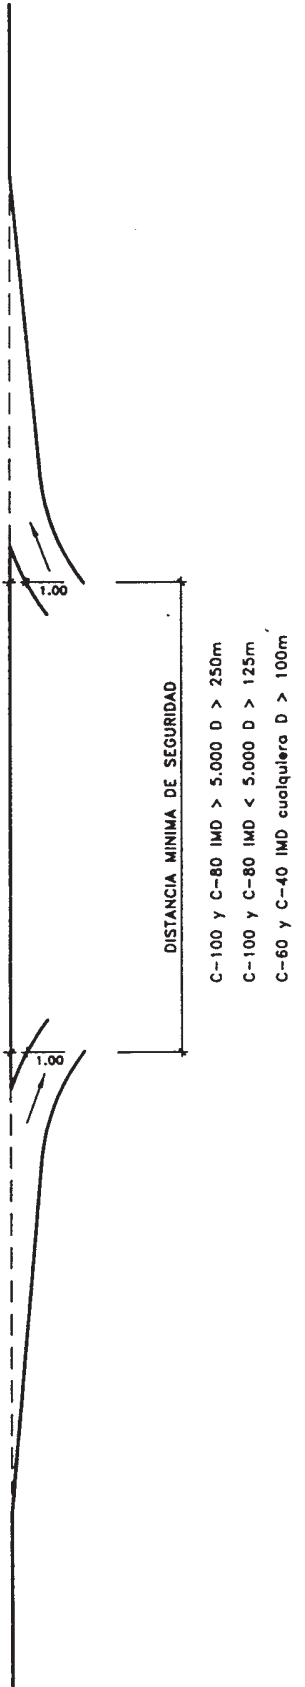 1.00
1.00
DISTANCIA MINIMA DE SEGURIDAD
C-100 y C-80 IMD > 5.000 D > 250m
C-100 y C-80 IMD < 5.000 D > 125m
C-60 y C-40 IMD cualquiera D > 100m